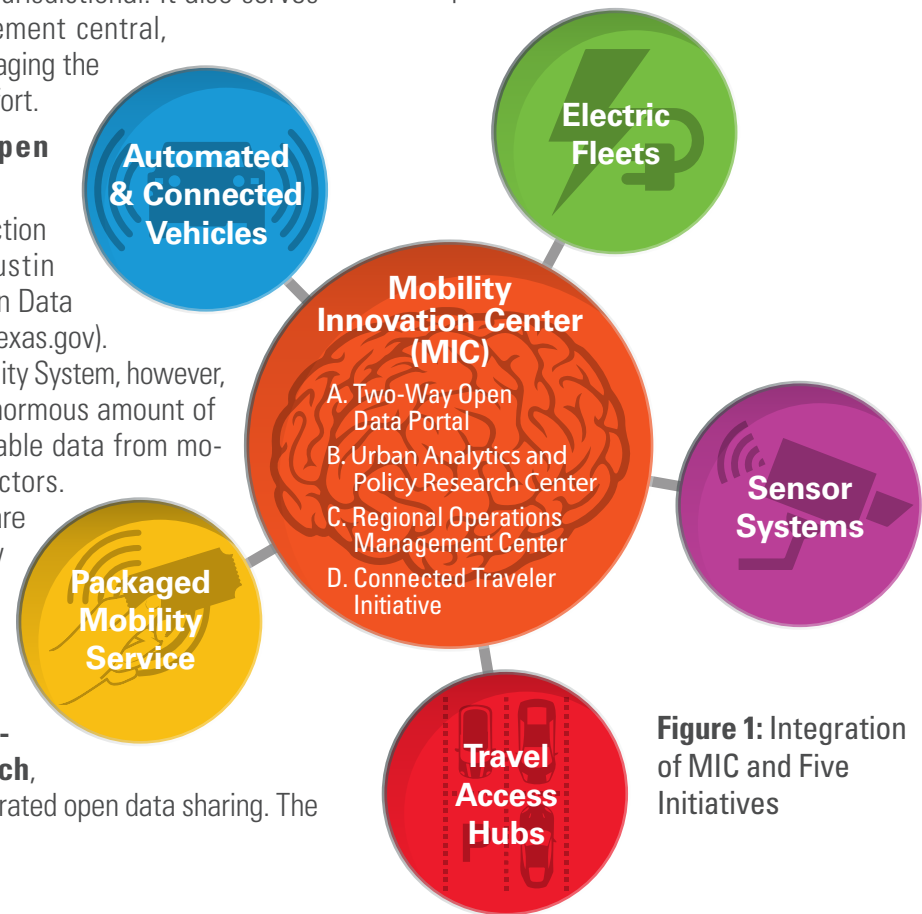 ement central,
aging the
fort.
pen
ction
ustin
n Data
exas.gov).
ity System, however,
normous amount of
able data from mo-
ctors.
are
-
ch,
rated open data sharing. The
Automated
& Connected
Vehicles
Electric
Fleets
Mobility
Innovation Center
(MIC)
A. Two-Way Open
Data Portal
B. Urban Analytics and
Policy Research Center
C. Regional Operations
Management Center
D. Connected Traveler
Initiative
Sensor
Systems
Packaged
Mobility
Service
Travel
Access
Hubs
P
Figure 1: Integration
of MIC and Five
Initiatives